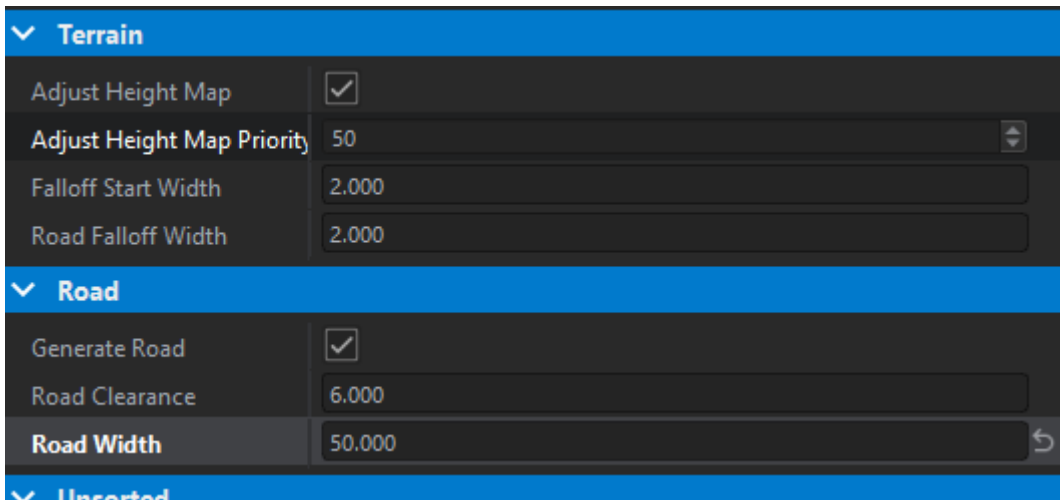 Terrain
Adjust Height Map
Adjust Height Map Priority 50
Falloff Start Width 2.000
Road Falloff Width 2.000
Road
Generate Road
Road Clearance 6.000
Road Width 50.000
Unsorted